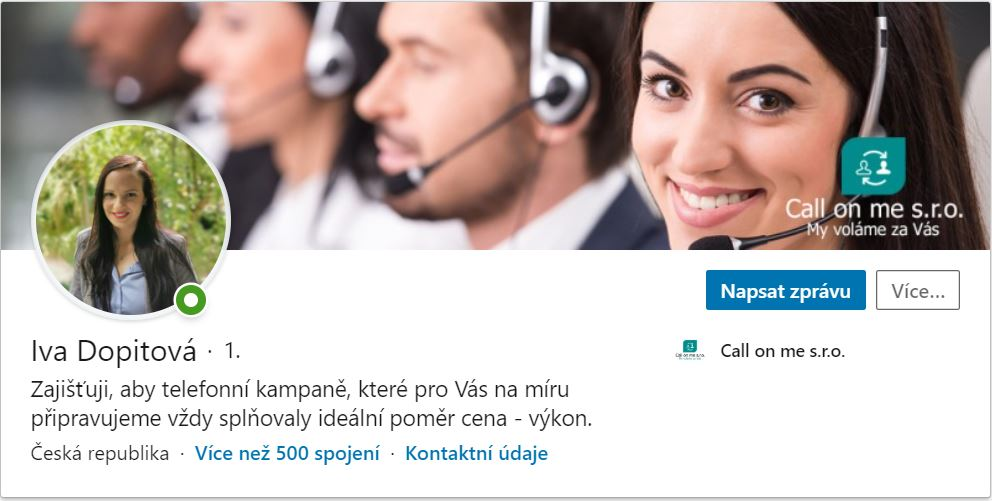 Call on me s.r.o.
My voláme za Vás
Napsat zprávu
Více...
Iva Dopitová · 1.
Call on me s.r.o.
Zajišťuji, aby telefonní kampaně, které pro Vás na míru
připravujeme vždy splňovaly ideální poměr cena - výkon.
Česká republika · Více než 500 spojení · Kontaktní údaje